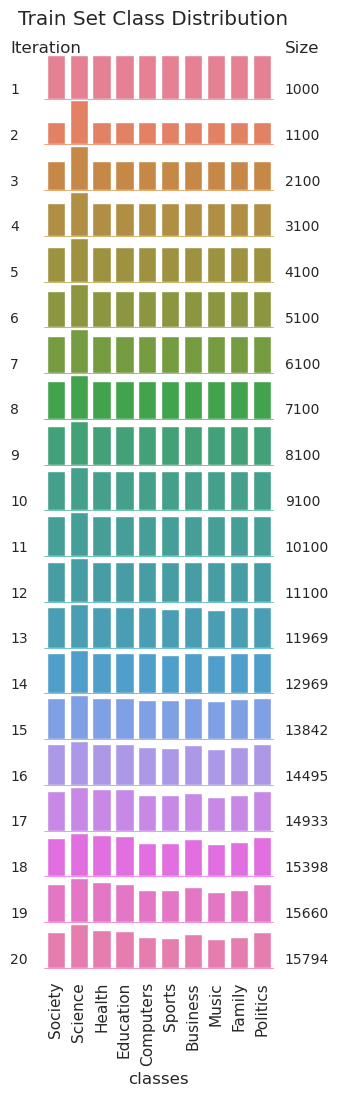 Train Set Class Distribution
Iteration Size
1 1000
2 1100
3 2100
4 3100
5 4100
6 5100
7 6100
8 7100
9 8100
10 9100
11 10100
12 11100
13 11969
14 12969
15 13842
16 14495
17 14933
18 15398
19 15660
20 15794
Society
Science
Health
Education
Computers
Sports
Business
Music
Family
Politics
classes